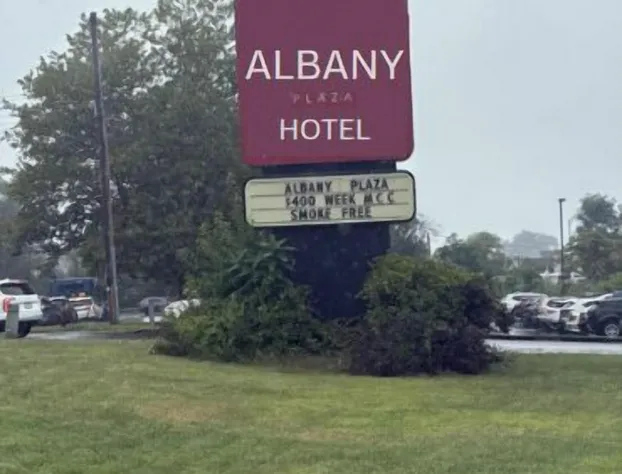 ALBANY
PLAZA
HOTEL
ALBANY PLAZA
$400 WEEK M.C.C
SMOKE FREE